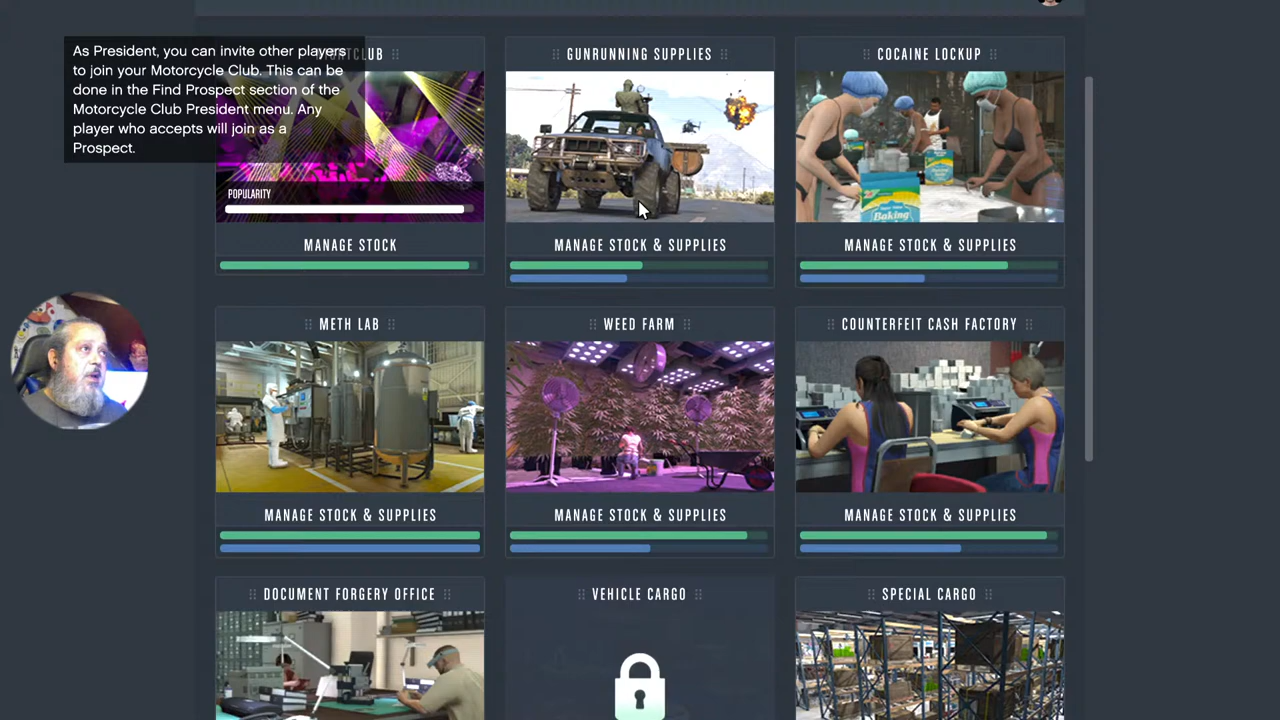 As President, you can invite other players
to join your Motorcycle Club. This can be
done in the Find Prospect section of the
Motorcycle Club President menu. Any
player who accepts will join as a
Prospect.
GUNRUNNING SUPPLIES
COCAINE LOCKUP
POPULARITY
Baking
MANAGE STOCK
MANAGE STOCK & SUPPLIES
MANAGE STOCK & SUPPLIES
METH LAB
WEED FARM
COUNTERFEIT CASH FACTORY
MANAGE STOCK & SUPPLIES
MANAGE STOCK & SUPPLIES
MANAGE STOCK & SUPPLIES
DOCUMENT FORGERY OFFICE
VEHICLE CARGO
SPECIAL CARGO